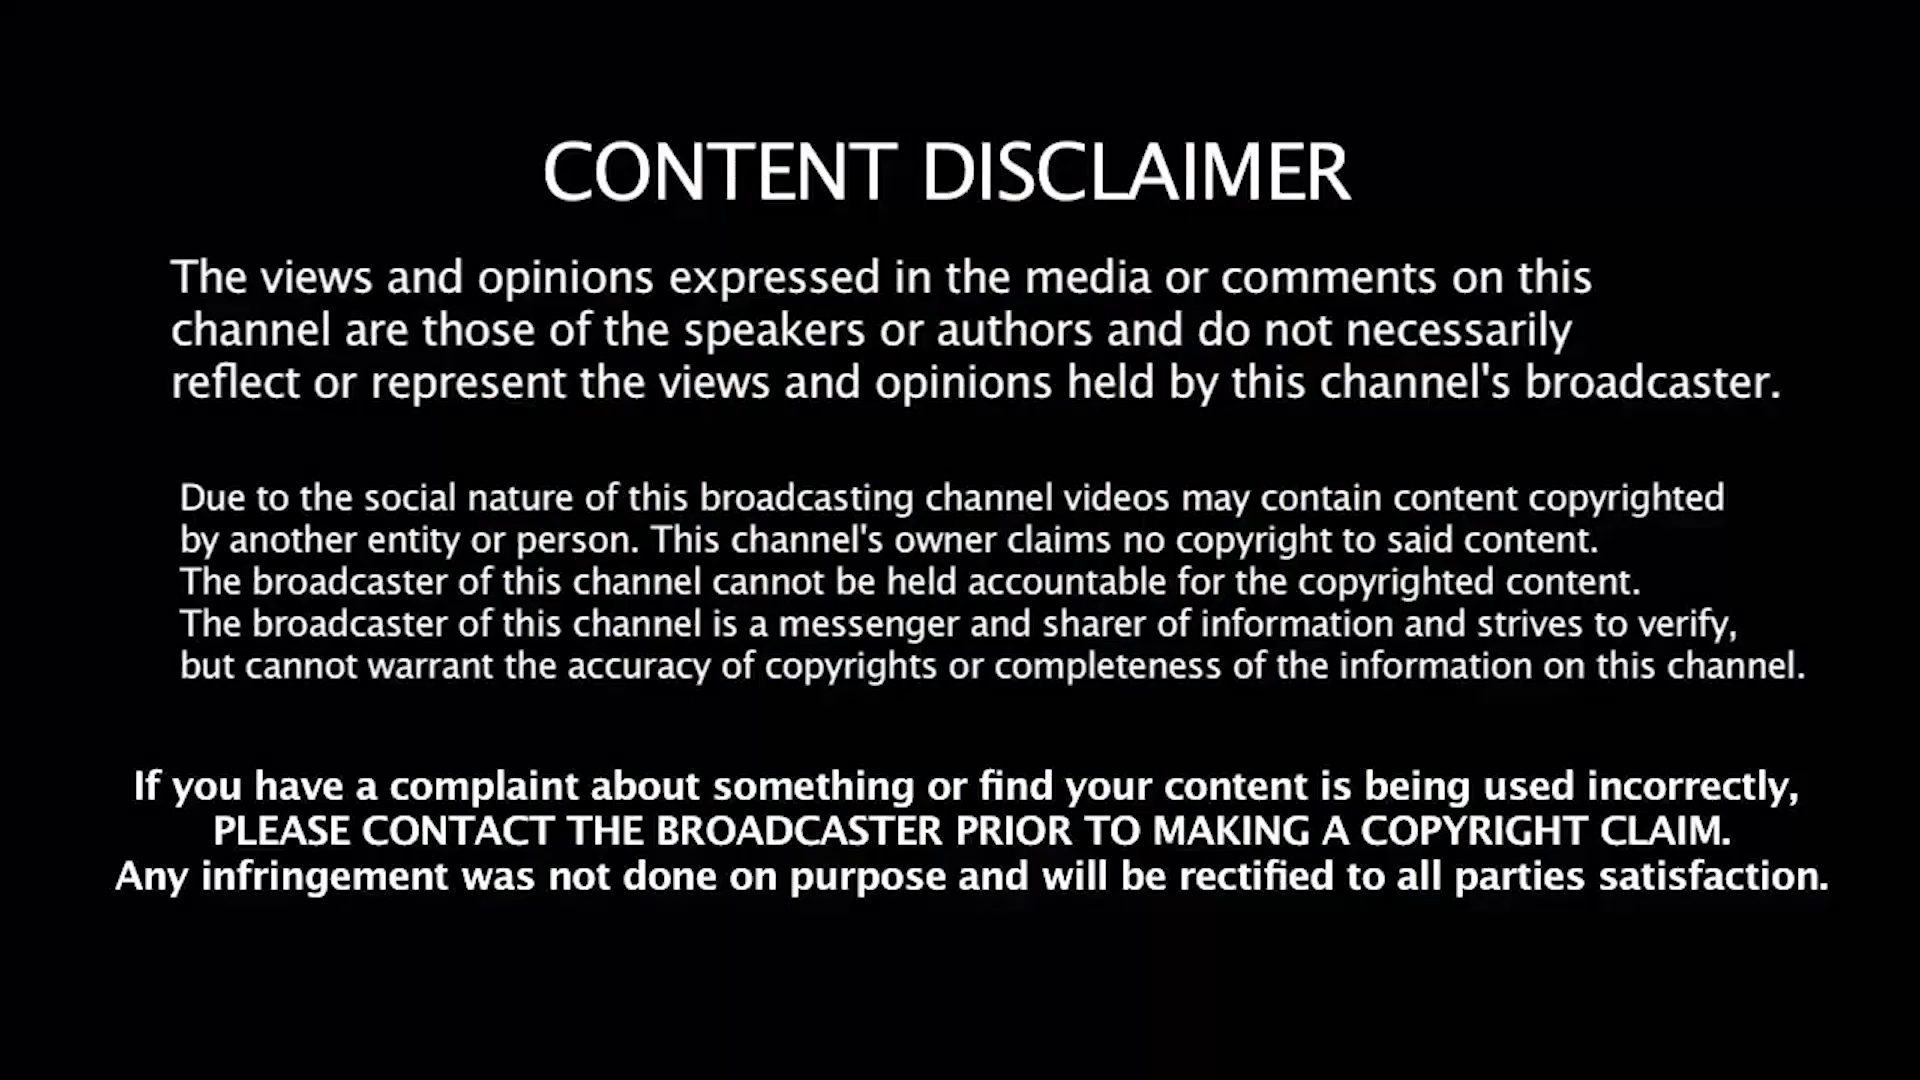 CONTENT DISCLAIMER
The views and opinions expressed in the media or comments on this
channel are those of the speakers or authors and do not necessarily
reflect or represent the views and opinions held by this channel's broadcaster.
Due to the social nature of this broadcasting channel videos may contain content copyrighted
by another entity or person. This channel's owner claims no copyright to said content.
The broadcaster of this channel cannot be held accountable for the copyrighted content.
The broadcaster of this channel is a messenger and sharer of information and strives to verify,
but cannot warrant the accuracy of copyrights or completeness of the information on this channel.
If you have a complaint about something or find your content is being used incorrectly,
PLEASE CONTACT THE BROADCASTER PRIOR TO MAKING A COPYRIGHT CLAIM.
Any infringement was not done on purpose and will be rectified to all parties satisfaction.